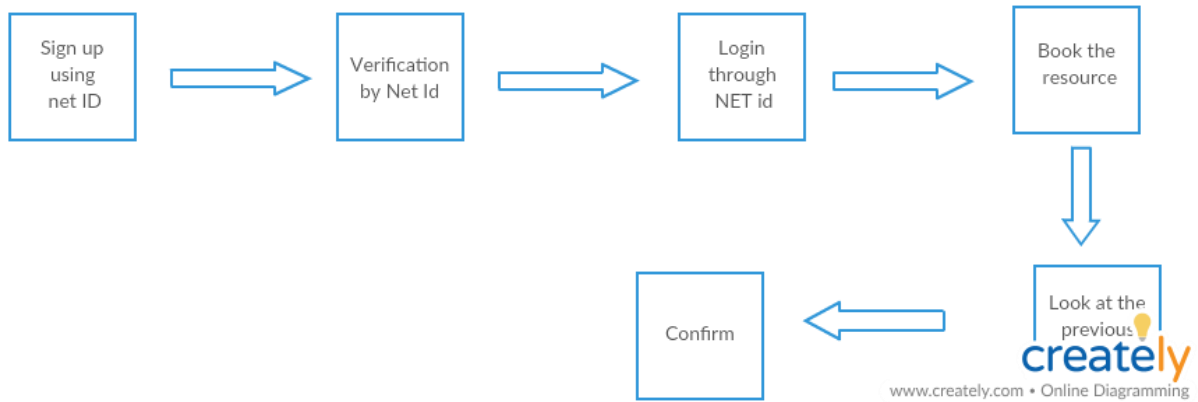 Sign up
using
net ID
Verification
by Net Id
Login
through
NET id
Book the
resource
Look at the
previous
Confirm
creately
www.creately.com • Online Diagramming